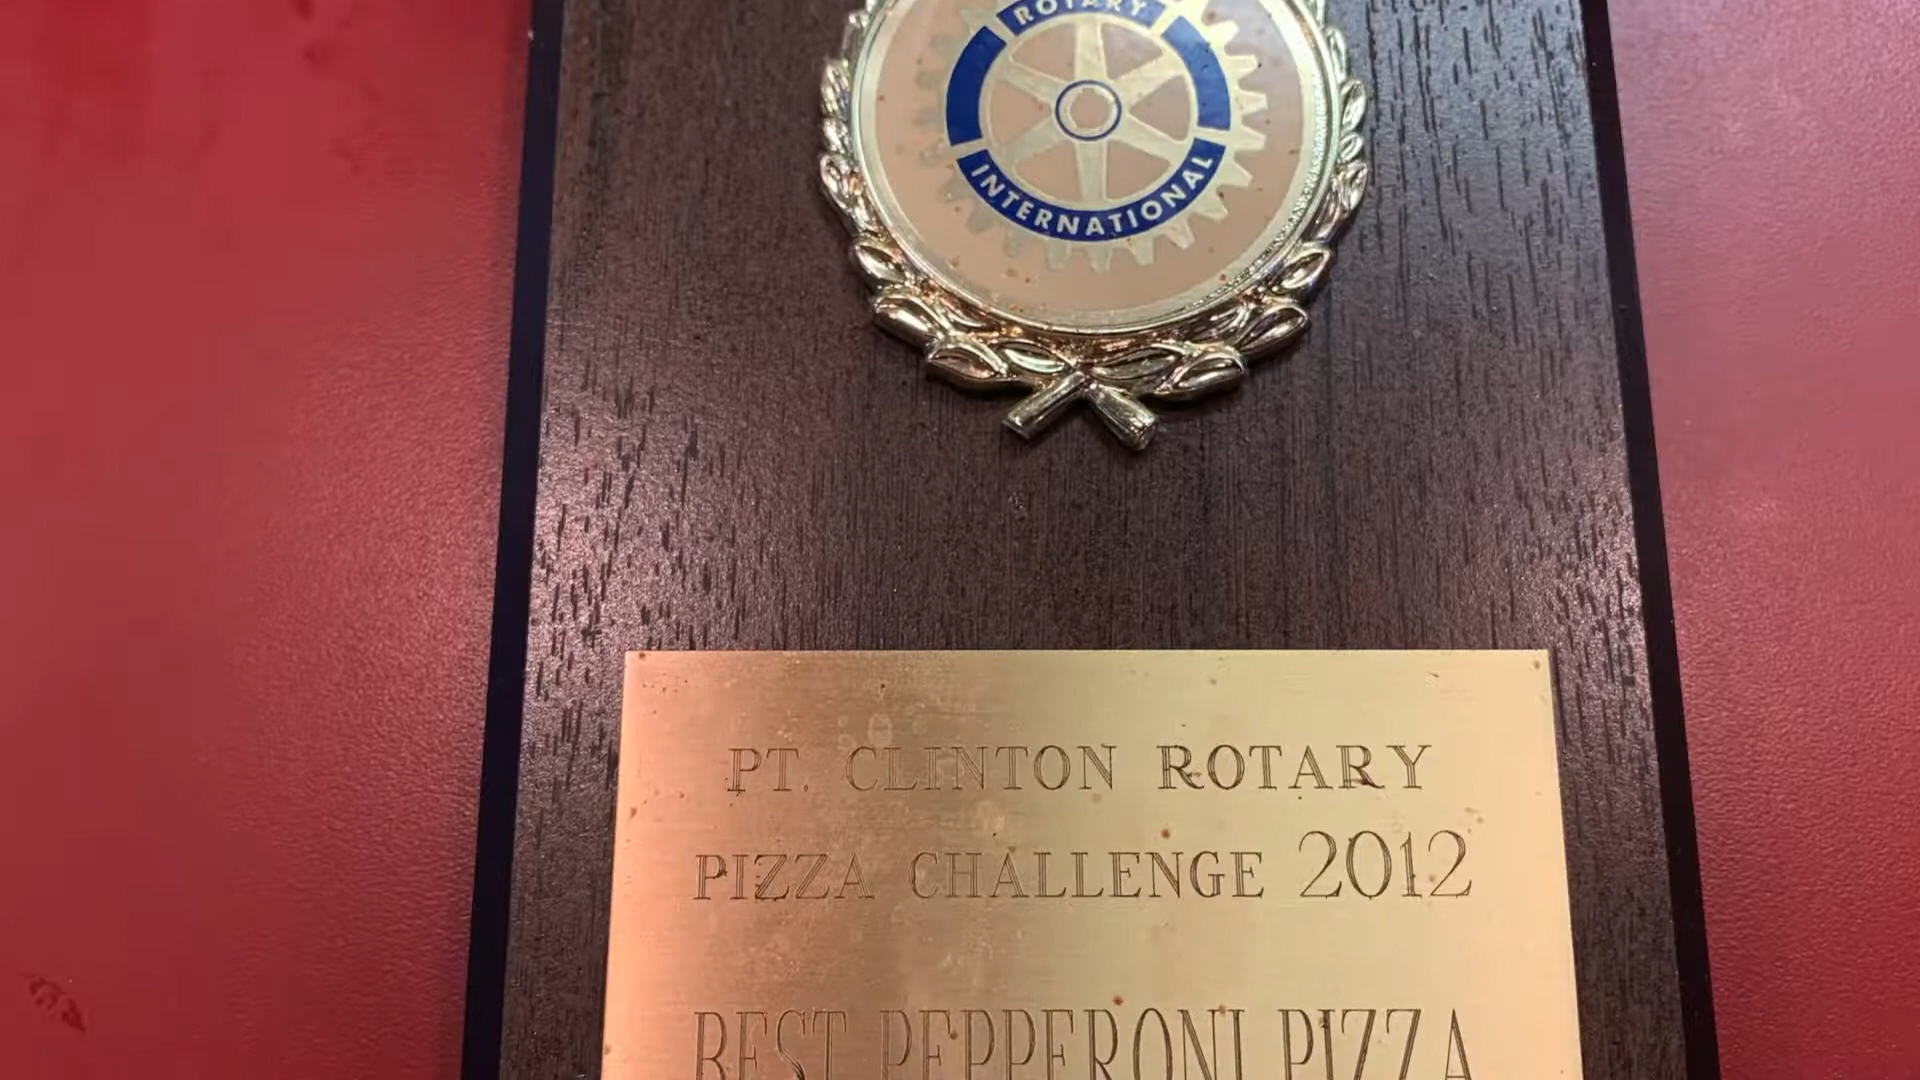 ROTARY
INTERNATIONAL
PT. CLINTON ROTARY
PIZZA CHALLENGE 2012
BEST PEPPERONI PIZZA